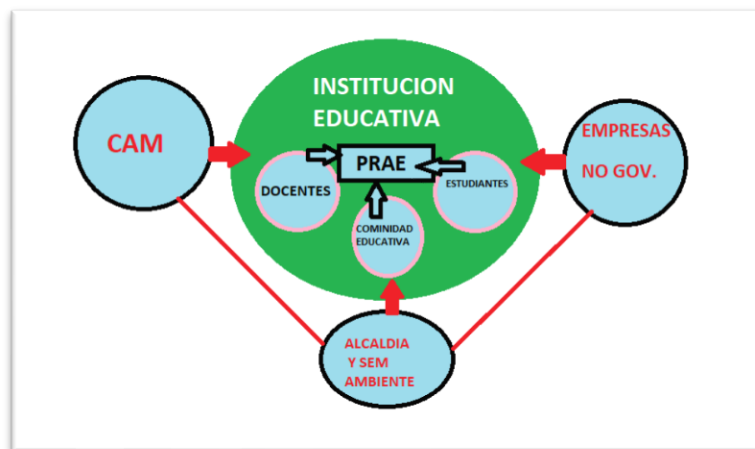 INSTITUCION
EDUCATIVA
CAM
EMPRESAS
NO GOV.
PRAE
DOCENTES
ESTUDIANTES
COMINIDAD
EDUCATIVA
ALCALDIA
Y SEM
AMBIENTE